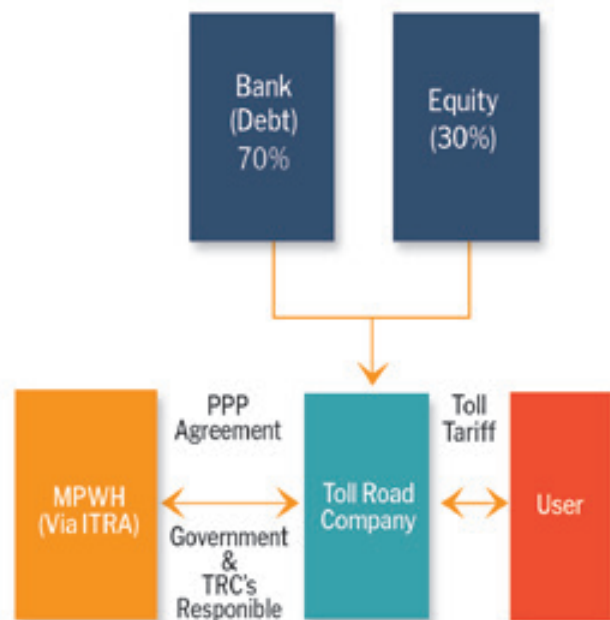 Bank
(Debt)
70%
Equity
(30%)
PPP
Agreement
Toll
Tariff
MPWH
(Via ITRA)
Toll Road
Company
User
Government
&
TRC's
Responible